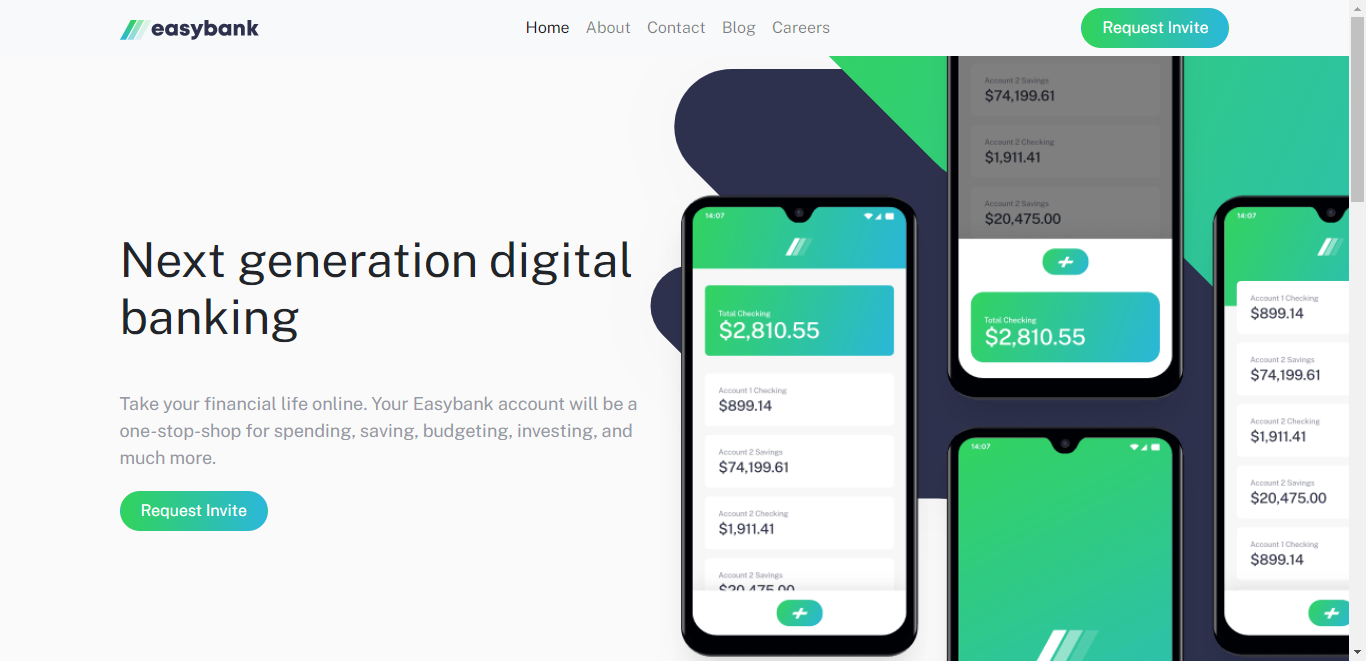 easybank
Home About Contact Blog Careers
Request Invite
Next generation digital
banking
Take your financial life online. Your Easybank account will be a
one-stop-shop for spending, saving, budgeting, investing, and
much more.
Request Invite
14:07
Total Checking
$2,810.55
Account 1 Checking
$899.14
Account 2 Savings
$74,199.61
Account 2 Checking
$1,911.41
Account 2 Savings
$20,475.00
Account 2 Savings
$74,199.61
Account 2 Checking
$1,911.41
Account 2 Savings
$20,475.00
Total Checking
$2,810.55
14:07
14:07
Account 1 Checking
$899.14
Account 2 Savings
$74,199.61
Account 2 Checking
$1,911.41
Account 2 Savings
$20,475.00
Account 1 Checking
$899.14